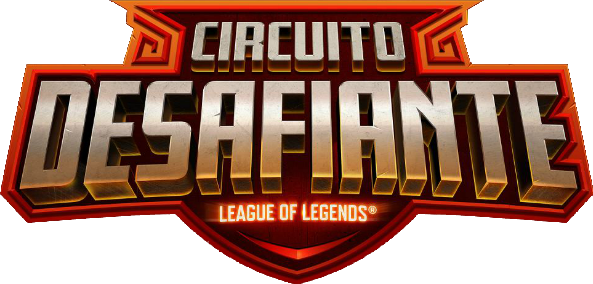 CIRCUITO
DESAFIANTE
LEAGUE OF LEGENDS®